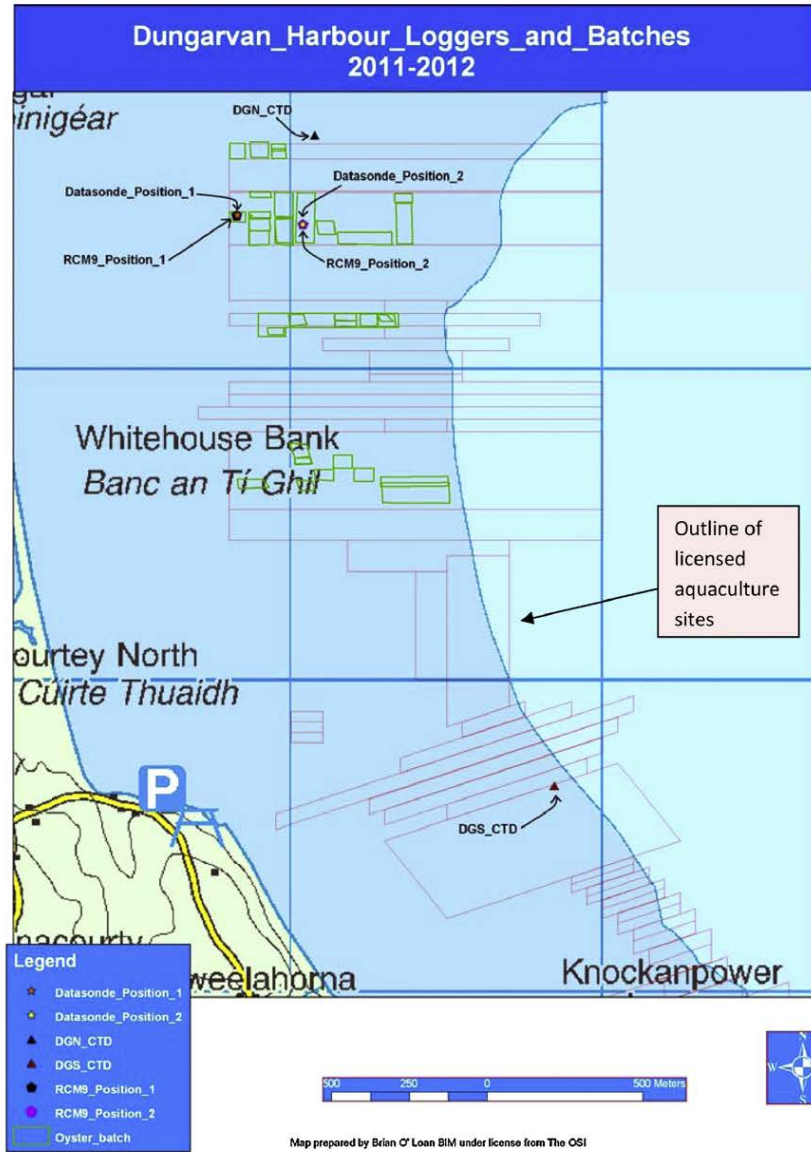 Dungarvan_Harbour_Loggers_and_Batches
2011-2012
inigéar
DGN_CTD
Datasonde_Position_1
Datasonde_Position_2
RCM9_Position_1
RCM9_Position_2
Whitehouse Bank
Banc an Tí Ghil
Outline of
licensed
aquaculture
sites
ourtey North
Cúirte Thuaidh
P
DGS_CTD
nacourty
weelahorna
Knockanpower
Legend
Datasonde_Position_1
Datasonde_Position_2
DGN_CTD
DGS_CTD
RCM9_Position_1
RCM9_Position_2
Oyster_batch
500 250 0 500 Meters
N
W
S
Map prepared by Brian O' Loan BIM under license from The OSI